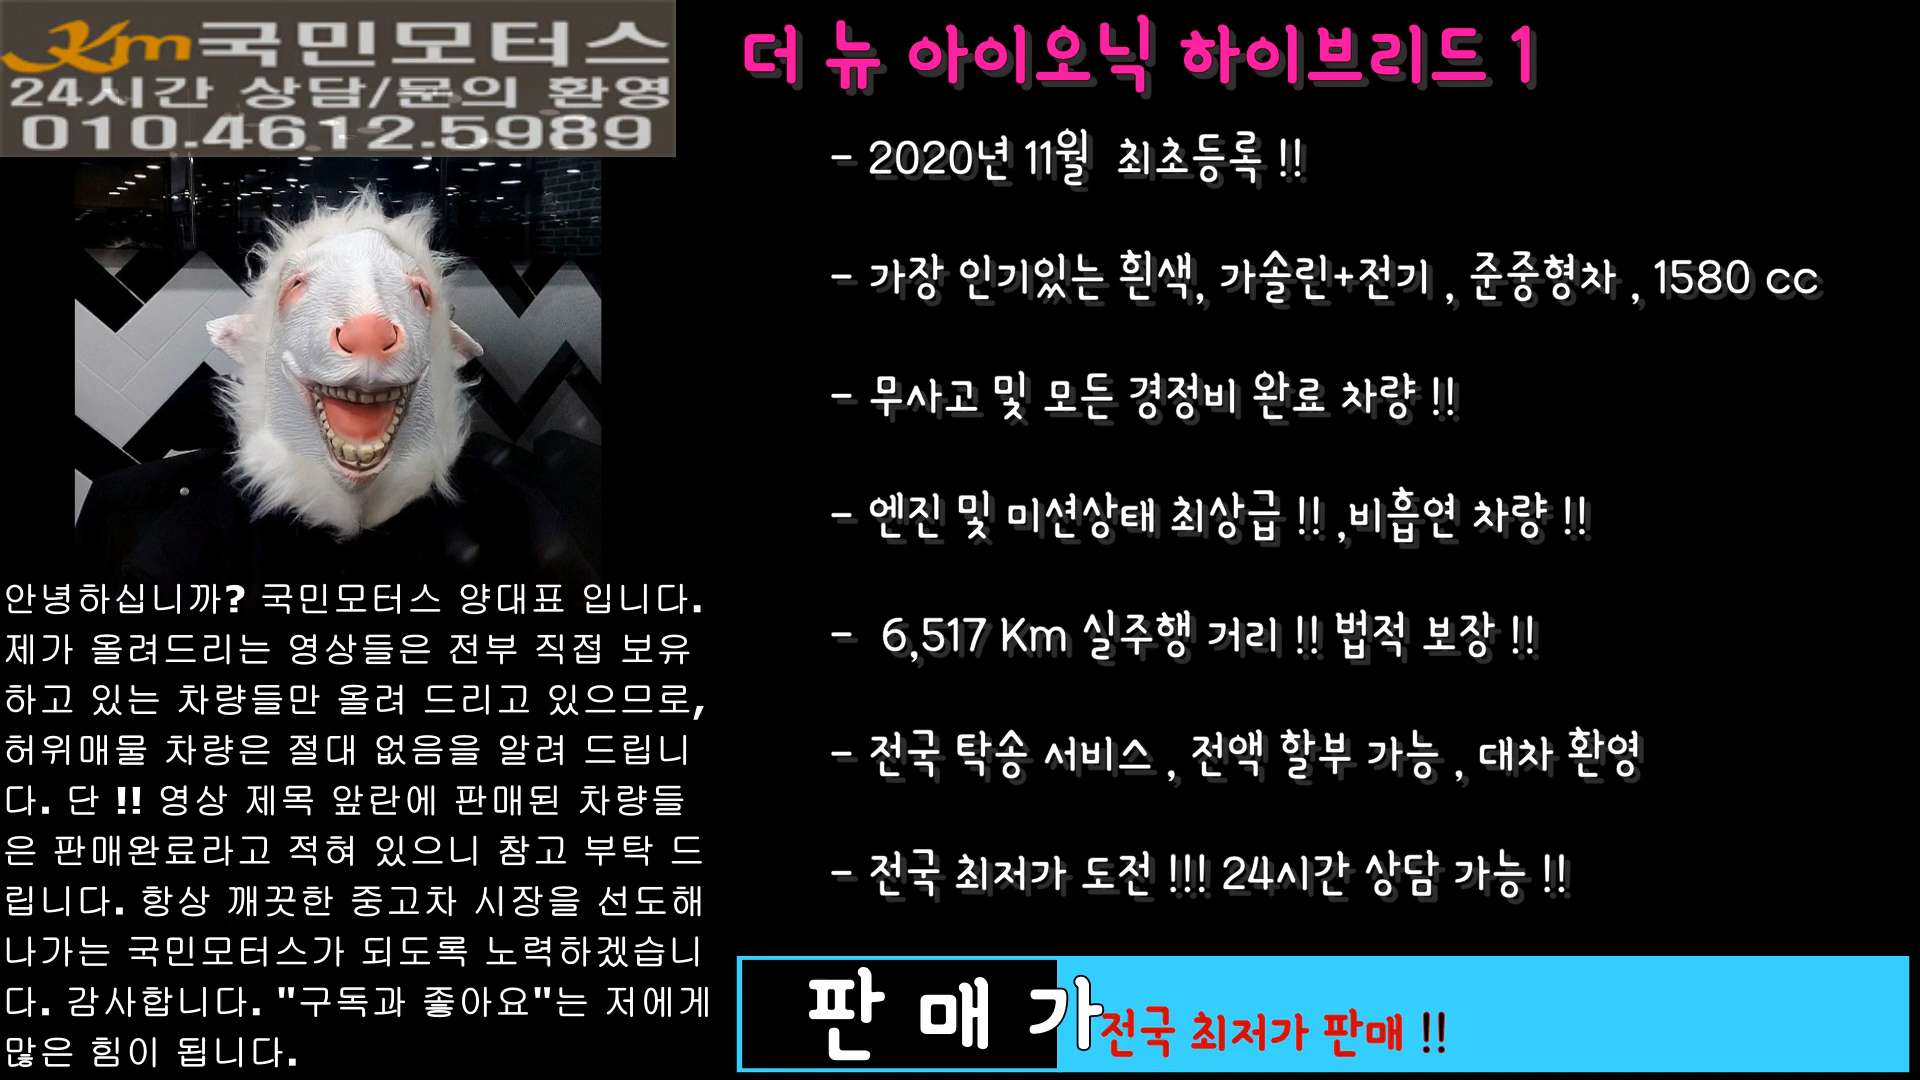 Km국민모터스
24시간 상담/문의 환영
010.4612.5989
더 뉴 아이오닉 하이브리드 1
- 2020년 11월 최초등록 !!
- 가장 인기있는 흰색, 가솔린+전기 , 준중형차 , 1580 cc
- 무사고 및 모든 경정비 완료 차량 !!
- 엔진 및 미션상태 최상급 !! ,비흡연 차량 !!
- 6,517 Km 실주행 거리 !! 법적 보장 !!
- 전국 탁송 서비스 , 전액 할부 가능 , 대차 환영
- 전국 최저가 도전 !!! 24시간 상담 가능 !!
안녕하십니까? 국민모터스 양대표 입니다.
제가 올려드리는 영상들은 전부 직접 보유
하고 있는 차량들만 올려 드리고 있으므로,
허위매물 차량은 절대 없음을 알려 드립니
다. 단 !! 영상 제목 앞란에 판매된 차량들
은 판매완료라고 적혀 있으니 참고 부탁 드
립니다. 항상 깨끗한 중고차 시장을 선도해
나가는 국민모터스가 되도록 노력하겠습니
다. 감사합니다. "구독과 좋아요"는 저에게
많은 힘이 됩니다.
판 매 가
전국 최저가 판매 !!